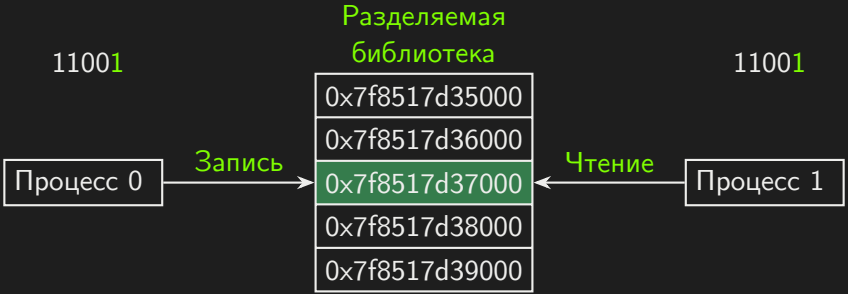 Разделяемая
библиотека
11001
11001
0x7f8517d35000
0x7f8517d36000
Процесс 0
Запись
0x7f8517d37000
Чтение
Процесс 1
0x7f8517d38000
0x7f8517d39000